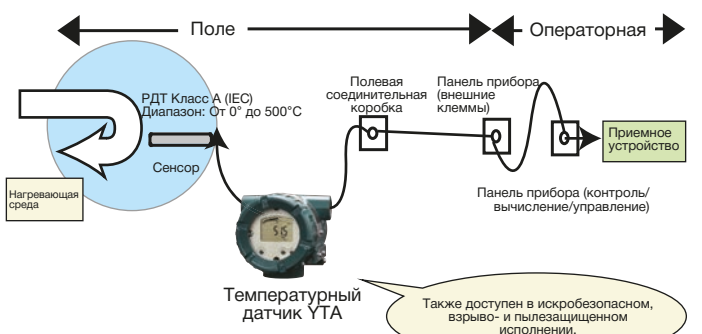 Поле
Операторная
РДТ Класс A (IEC)
Диапазон: От 0° до 500°C
Сенсор
Нагревающая
среда
Полевая
соединительная
коробка
Панель прибора
(внешние
клеммы)
Приемное
устройство
Панель прибора (контроль/
вычисление/управление)
515
Температурный
датчик YTA
Также доступен в искробезопасном,
взрыво- и пылезащищенном
исполнении.